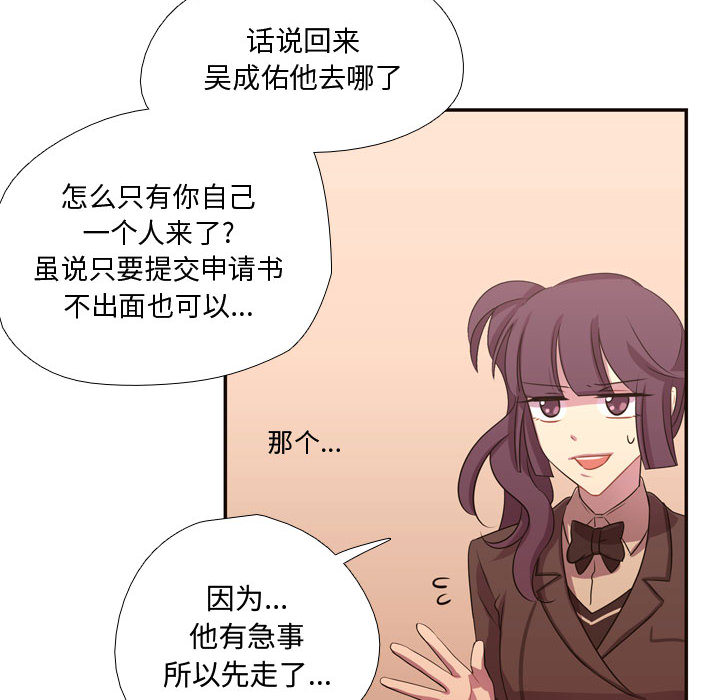 话说回来
吴成佑他去哪了
怎么只有你自己
一个人来了?
虽说只要提交申请书
不出面也可以...
那个...
因为...
他有急事
所以先走了...